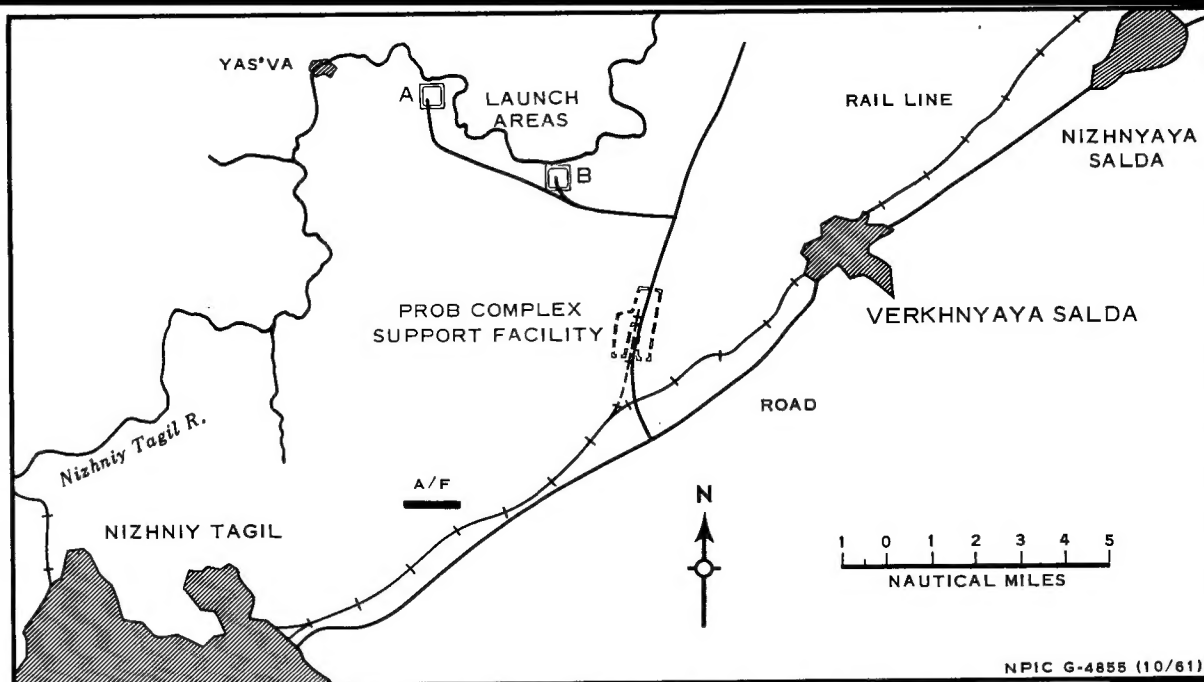 YAS'VA
A
LAUNCH
AREAS
B
RAIL LINE
NIZHNYAYA
SALDA
PROB COMPLEX
SUPPORT FACILITY
VERKHNYAYA SALDA
ROAD
Nizhniy Tagil R.
A/F
NIZHNIY TAGIL
N
1 0 1 2 3 4 5
NAUTICAL MILES
NPIC G-4855 (10/61)